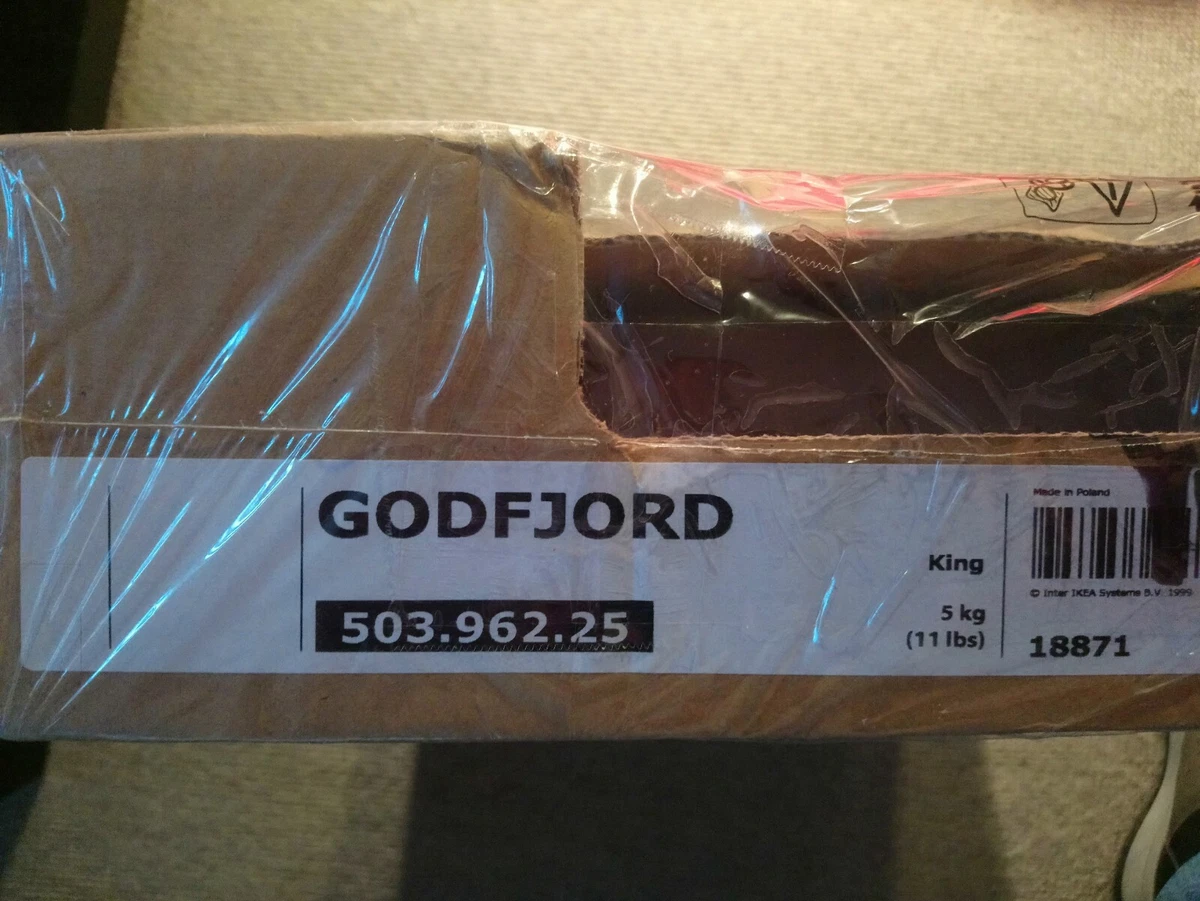 GODFJORD
503.962.25
King
5 kg
(11 lbs)
Made in Poland
© Inter IKEA Systems B.V. 1999
18871